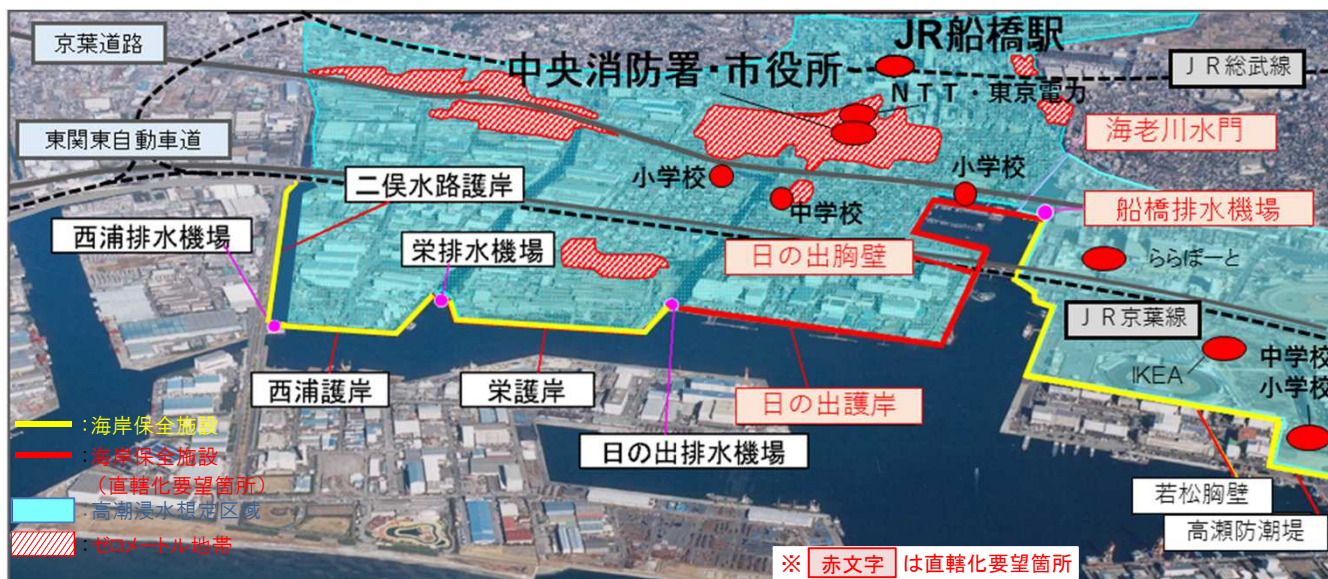 京葉道路
JR船橋駅
中央消防署・市役所
ＪＲ総武線
ＮＴＴ・東京電力
東関東自動車道
海老川水門
小学校
小学校
二俣水路護岸
中学校
船橋排水機場
西浦排水機場
栄排水機場
日の出胸壁
ららぽーと
ＪＲ京葉線
中学校
小学校
IKEA
西浦護岸
栄護岸
日の出護岸
：海岸保全施設
日の出排水機場
：海岸保全施設
（直轄化要望箇所）
若松胸壁
：高潮浸水想定区域
高瀬防潮堤
：ゼロメートル地帯
※ 赤文字 は直轄化要望箇所